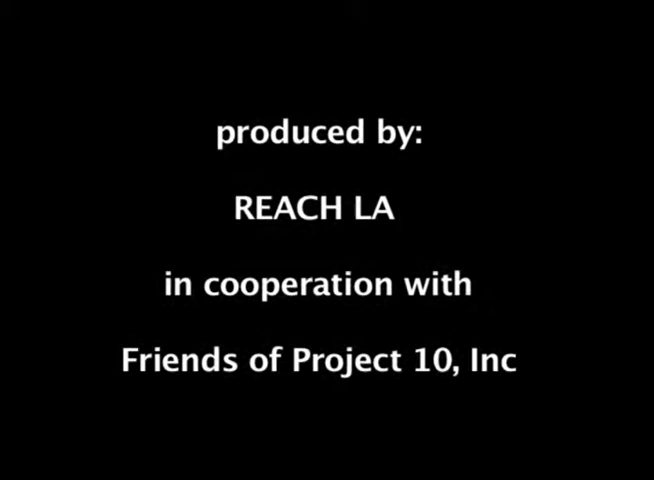 produced by:
REACH LA
in cooperation with
Friends of Project 10, Inc